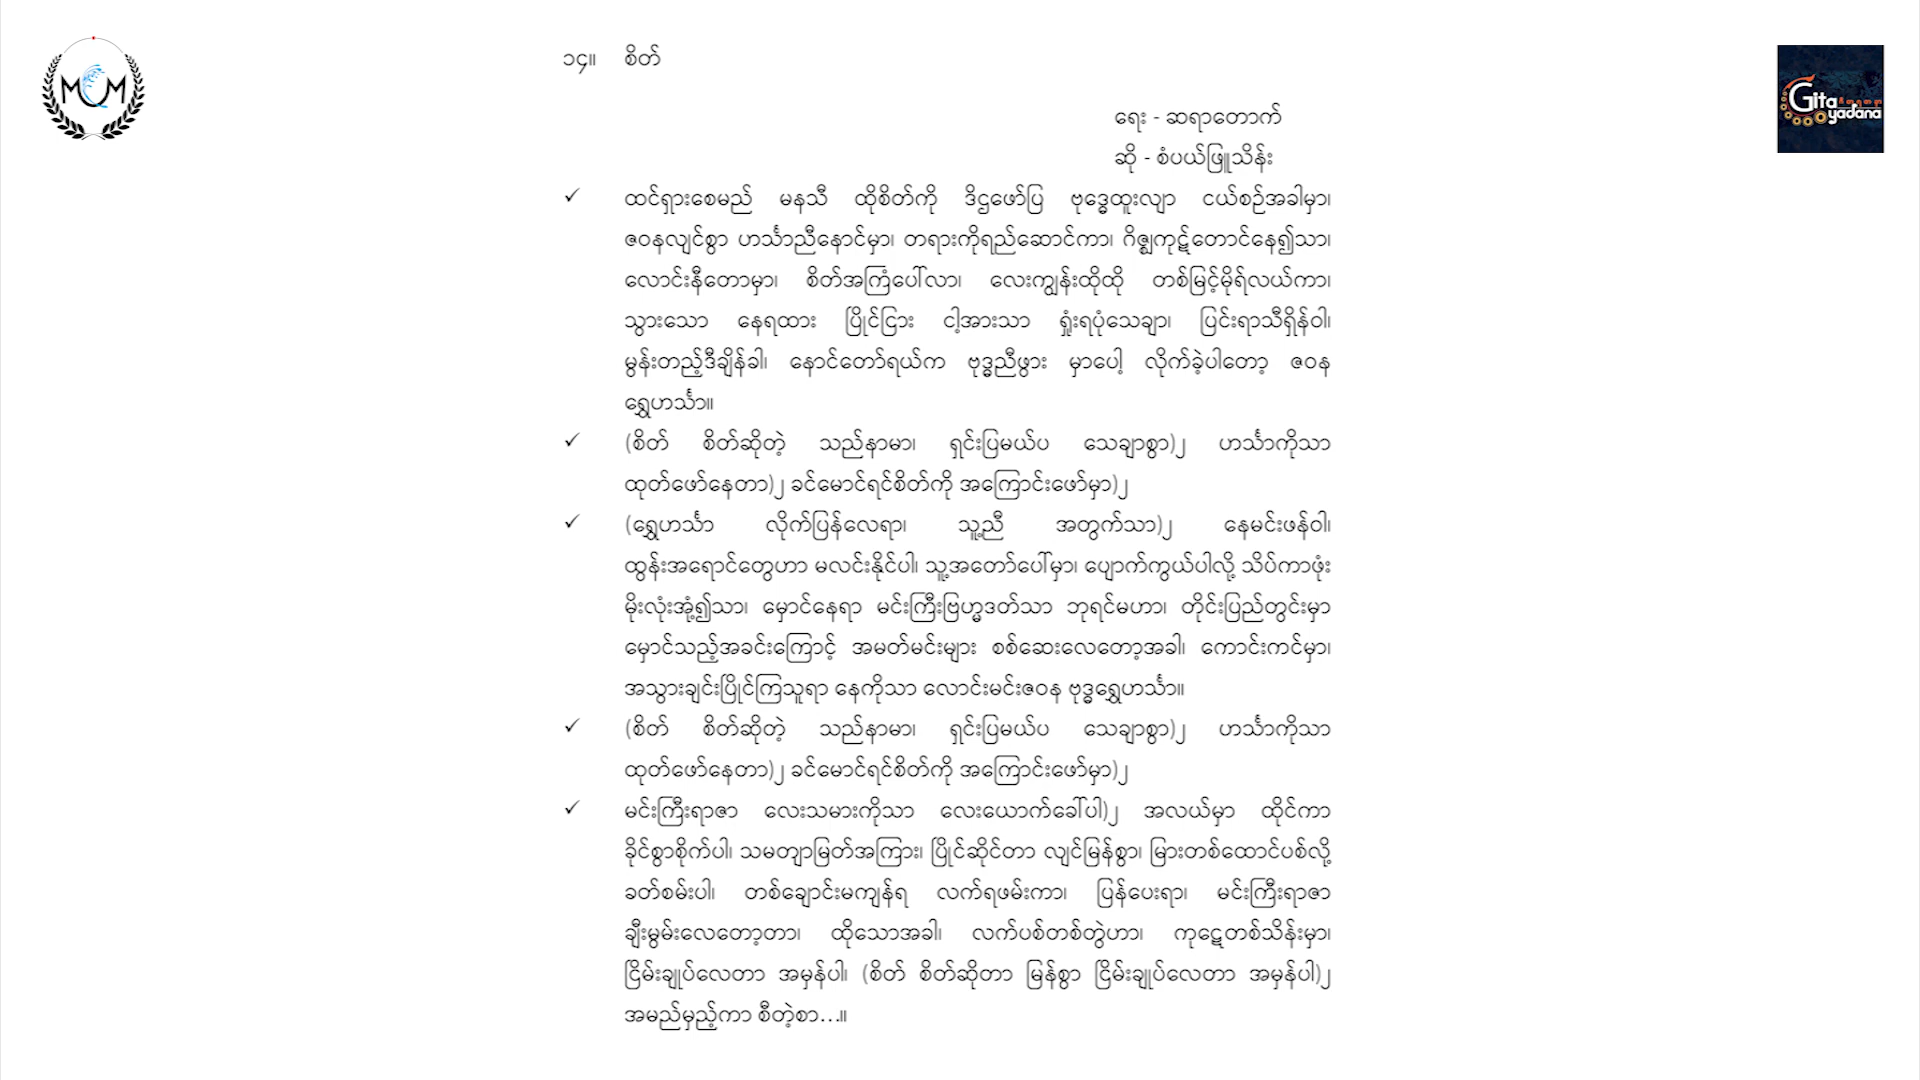 MUM
Gita
ဂီတရတနာ
yadana
၁၄။ စိတ်
ရေး - ဆရာတောက်
ဆို - စံပယ်ဖြူသိန်း
✓ ထင်ရှားစေမည် မနသီ ထိုစိတ်ကို ဒိဌဖော်ပြ ဗုဒ္ဓေထူးလျာ ငယ်စဉ်အခါမှာ၊
ဇဝနလျင်စွာ ဟင်္သာညီနောင်မှာ၊ တရားကိုရည်ဆောင်ကာ၊ ဂိဇ္ဈကုဋ်တောင်နေ၍သာ၊
လောင်းနီတောမှာ၊ စိတ်အကြံပေါ်လာ၊ လေးကျွန်းထိုထို တစ်မြင့်မိုရ်လယ်ကာ၊
သွားသော နေရထား ပြိုင်ငြား ငါ့အားသာ ရှုံးရပုံသေချာ၊ ပြင်းရာသီရှိန်ဝါ၊
မွန်းတည့်ဒီချိန်ခါ၊ နောင်တော်ရယ်က ဗုဒ္ဓညီဖွား မှာပေါ့ လိုက်ခဲ့ပါတော့ ဇဝန
ရွှေဟင်္သာ။
✓ (စိတ် စိတ်ဆိုတဲ့ သည်နာမာ၊ ရှင်းပြမယ်ပ သေချာစွာ)၂ ဟင်္သာကိုသာ
ထုတ်ဖော်နေတာ)၂ ခင်မောင်ရင်စိတ်ကို အကြောင်းဖော်မှာ)၂
✓ (ရွှေဟင်္သာ လိုက်ပြန်လေရာ၊ သူ့ညီ အတွက်သာ)၂ နေမင်းဖန်ဝါ၊
ထွန်းအရောင်တွေဟာ မလင်းနိုင်ပါ၊ သူ့အတော်ပေါ်မှာ၊ ပျောက်ကွယ်ပါလို့ သိပ်ကာဖုံး
မိုးလုံးအုံ့၍သာ၊ မှောင်နေရာ မင်းကြီးဗြဟ္မဒတ်သာ ဘုရင်မဟာ၊ တိုင်းပြည်တွင်းမှာ
မှောင်သည့်အခင်းကြောင့် အမတ်မင်းများ စစ်ဆေးလေတော့အခါ၊ ကောင်းကင်မှာ၊
အသွားချင်းပြိုင်ကြသူရာ နေကိုသာ လောင်းမင်းဇဝန ဗုဒ္ဓရွှေဟင်္သာ။
✓ (စိတ် စိတ်ဆိုတဲ့ သည်နာမာ၊ ရှင်းပြမယ်ပ သေချာစွာ)၂ ဟင်္သာကိုသာ
ထုတ်ဖော်နေတာ)၂ ခင်မောင်ရင်စိတ်ကို အကြောင်းဖော်မှာ)၂
✓ မင်းကြီးရာဇာ လေးသမားကိုသာ လေးယောက်ခေါ်ပါ)၂ အလယ်မှာ ထိုင်ကာ
ခိုင်စွာစိုက်ပါ၊ သမတျာမြတ်အကြား၊ ပြိုင်ဆိုင်တာ လျင်မြန်စွာ၊ မြားတစ်ထောင်ပစ်လို့
ခတ်စမ်းပါ၊ တစ်ချောင်းမကျန်ရ လက်ရဖမ်းကာ၊ ပြန်ပေးရာ၊ မင်းကြီးရာဇာ
ချီးမွမ်းလေတော့တာ၊ ထိုသောအခါ၊ လက်ပစ်တစ်တွဲဟာ၊ ကုဋေတစ်သိန်းမှာ၊
ငြိမ်းချုပ်လေတာ အမှန်ပါ၊ (စိတ် စိတ်ဆိုတာ မြန်စွာ ငြိမ်းချုပ်လေတာ အမှန်ပါ)၂
အမည်မှည့်ကာ စီတဲ့စာ...။